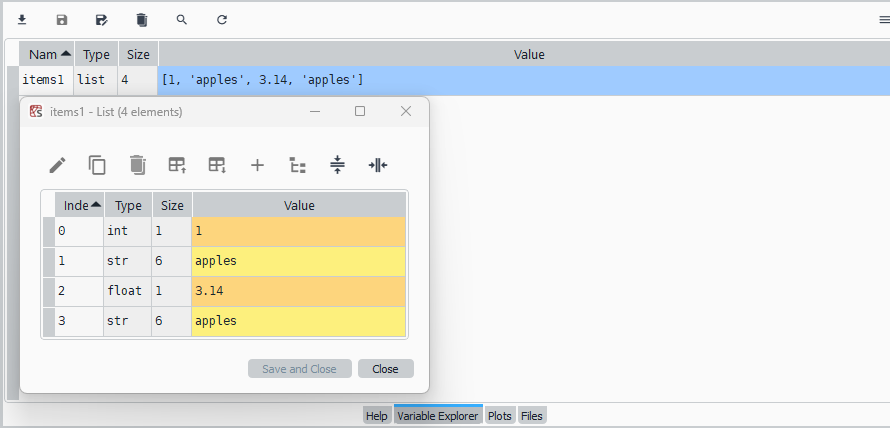 Nam Type Size Value
items1 list 4 [1, 'apples', 3.14, 'apples']
items1 - List (4 elements)
Inde Type Size Value
0 int 1 1
1 str 6 apples
2 float 1 3.14
3 str 6 apples
Save and Close Close
Help Variable Explorer Plots Files